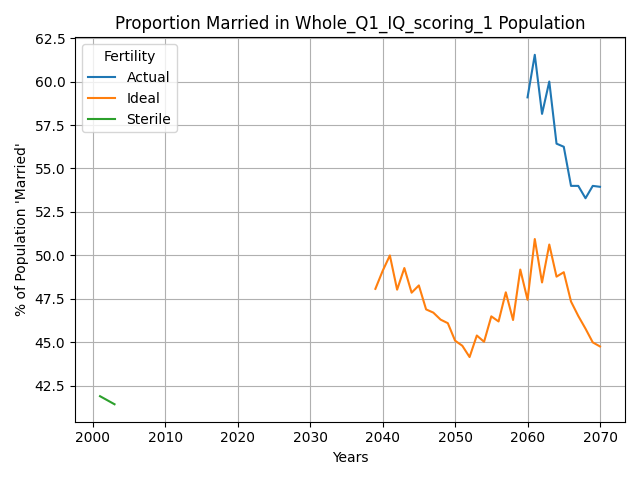 Proportion Married in Whole_Q1_IQ_scoring_1 Population
% of Population 'Married'
62.5
60.0
57.5
55.0
52.5
50.0
47.5
45.0
42.5
Fertility
Actual
Ideal
Sterile
2000 2010 2020 2030 2040 2050 2060 2070
Years